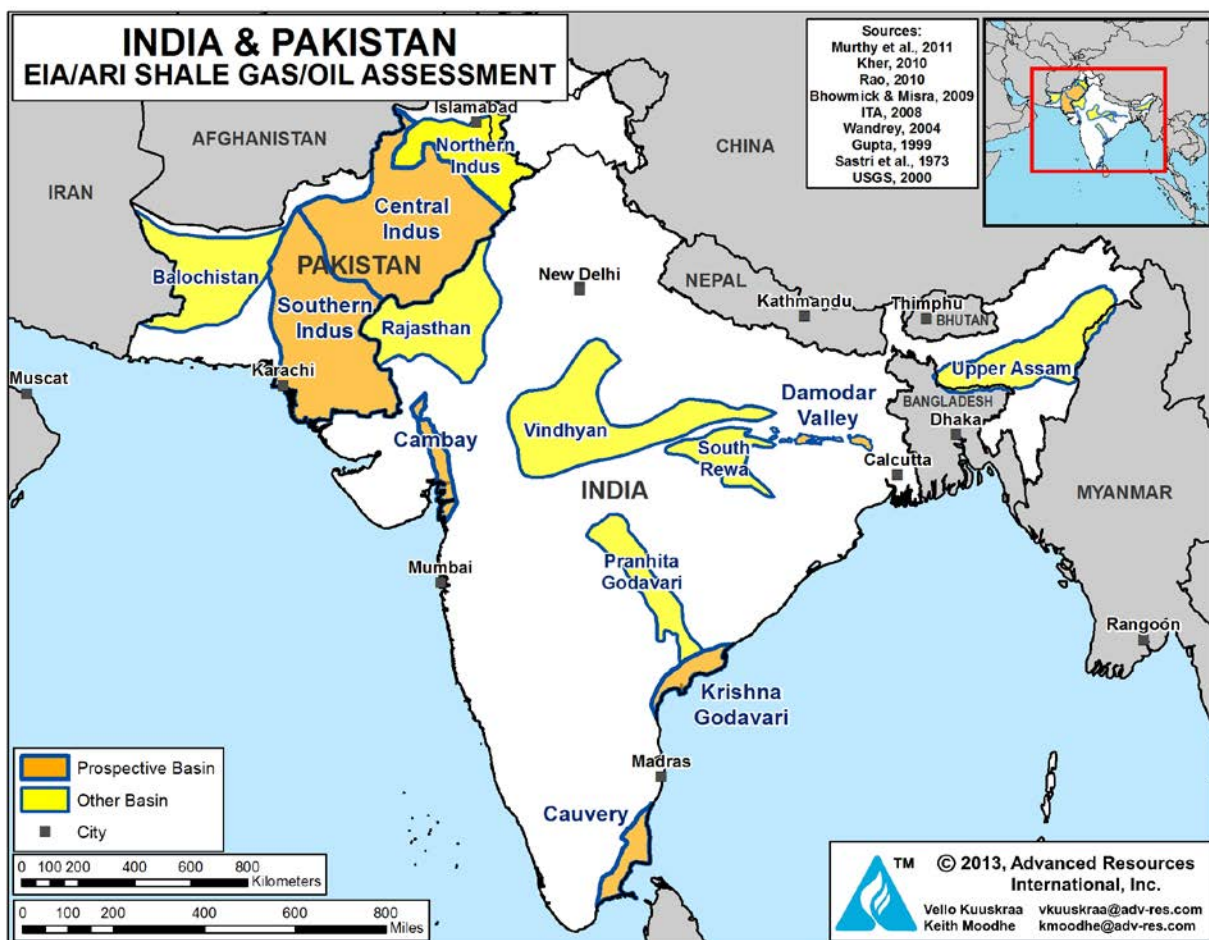 INDIA & PAKISTAN
EIA/ARI SHALE GAS/OIL ASSESSMENT
Sources:
Murthy et al., 2011
Kher, 2010
Rao, 2010
Bhowmick & Misra, 2009
ITA, 2008
Wandrey, 2004
Gupta, 1999
Sastri et al., 1973
USGS, 2000
Islamabad
AFGHANISTAN
Northern
Indus
CHINA
IRAN
Central
Indus
PAKISTAN
Balochistan
Southern
Indus
Rajasthan
New Delhi
NEPAL
Kathmandu
Thimphu
BHUTAN
Upper Assam
BANGLADESH
Dhaka
Muscat
Karachi
Cambay
Vindhyan
Damodar
Valley
South
Rewa
Calcutta
INDIA
MYANMAR
Pranhita
Godavari
Mumbai
Rangoón
Krishna
Godavari
Madras
Cauvery
Prospective Basin
Other Basin
City
0 100 200 400 600 800
Kilometers
0 100 200 400 600 800
Miles
TM
© 2013, Advanced Resources
International, Inc.
Vello Kuuskraa vkuuskraa@adv-res.com
Keith Moodhe kmoodhe@adv-res.com